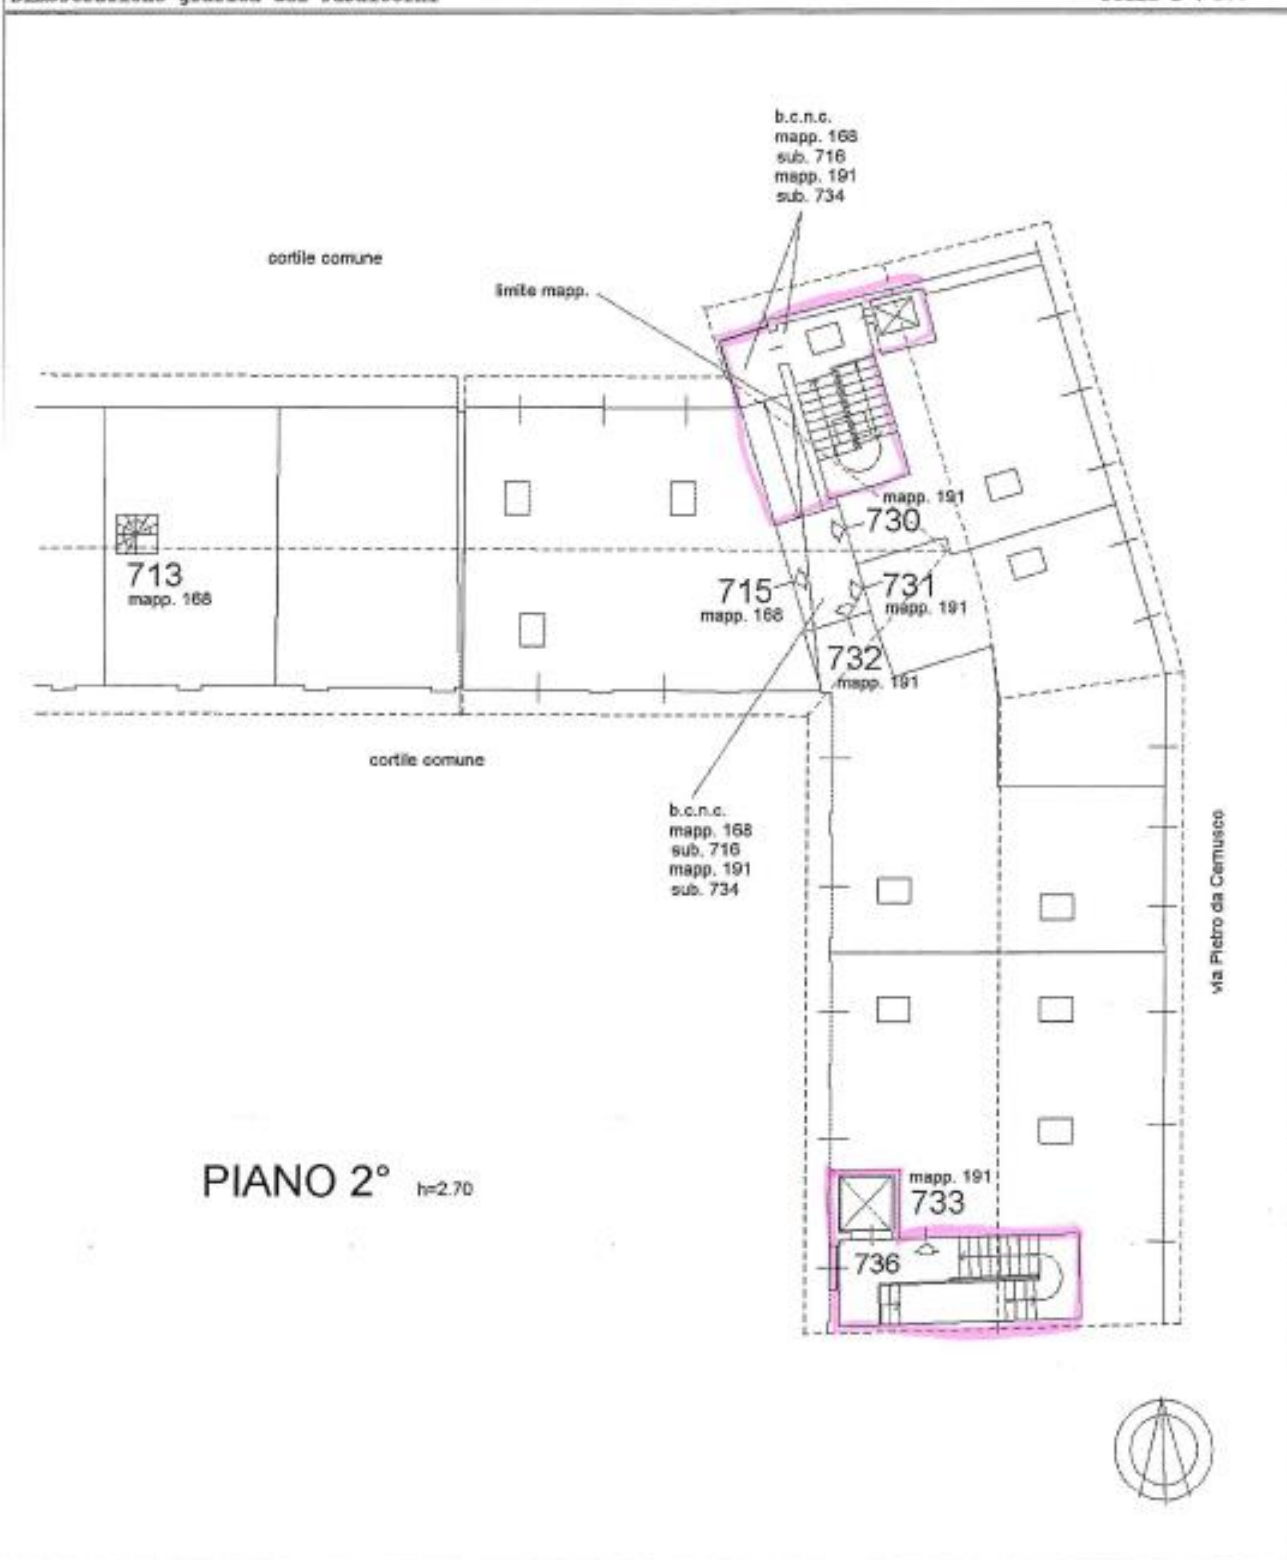 b.c.n.c.
mapp. 168
sub. 716
mapp. 191
sub. 734
cortile comune
limite mapp.
mapp. 191
730
713
mapp. 168
715
mapp. 168
731
mapp. 191
732
mapp. 191
cortile comune
b.c.n.c.
mapp. 168
sub. 716
mapp. 191
sub. 734
via Pietro da Cemusco
PIANO 2° h=2.70
mapp. 191
733
736